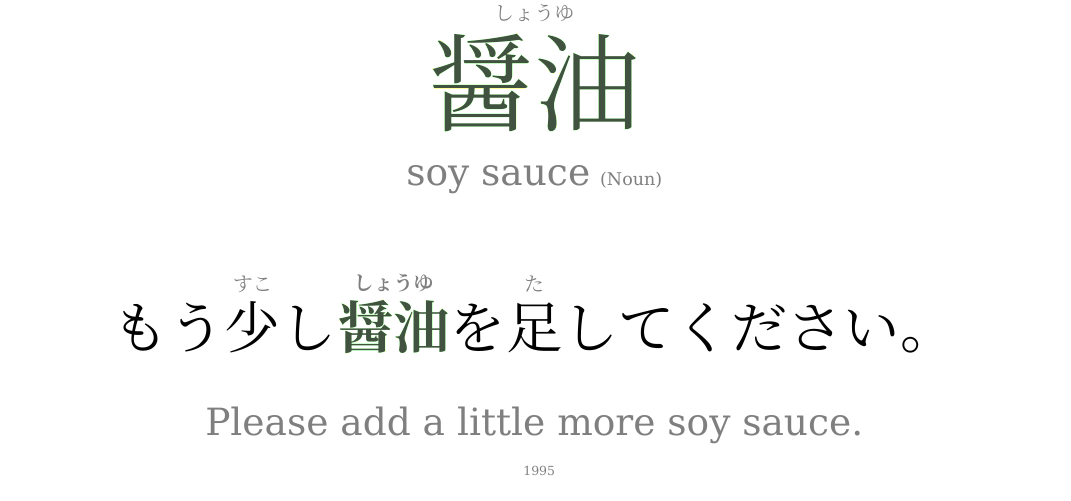 しょうゆ
醤油
soy sauce (Noun)
すこ しょうゆ た
もう少し醤油を足してください。
Please add a little more soy sauce.
1995